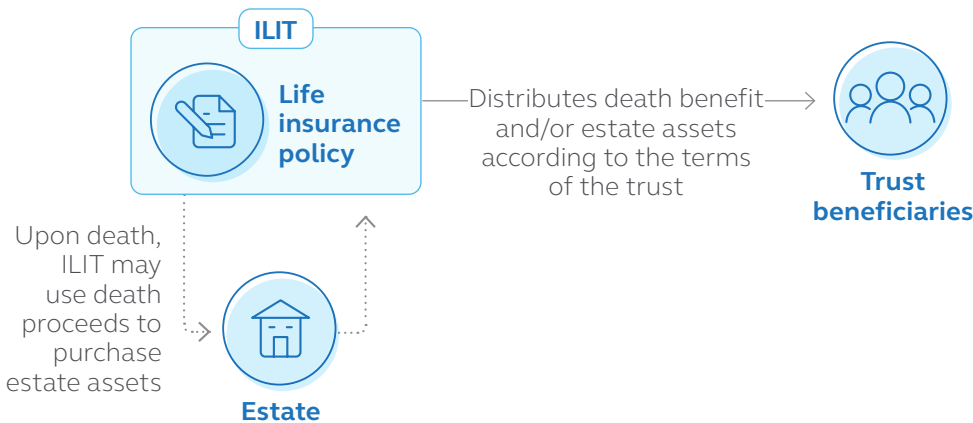 ILIT
Life
insurance
policy
Distributes death benefit
and/or estate assets
according to the terms
of the trust
Trust
beneficiaries
Upon death,
ILIT may
use death
proceeds to
purchase
estate assets
Estate